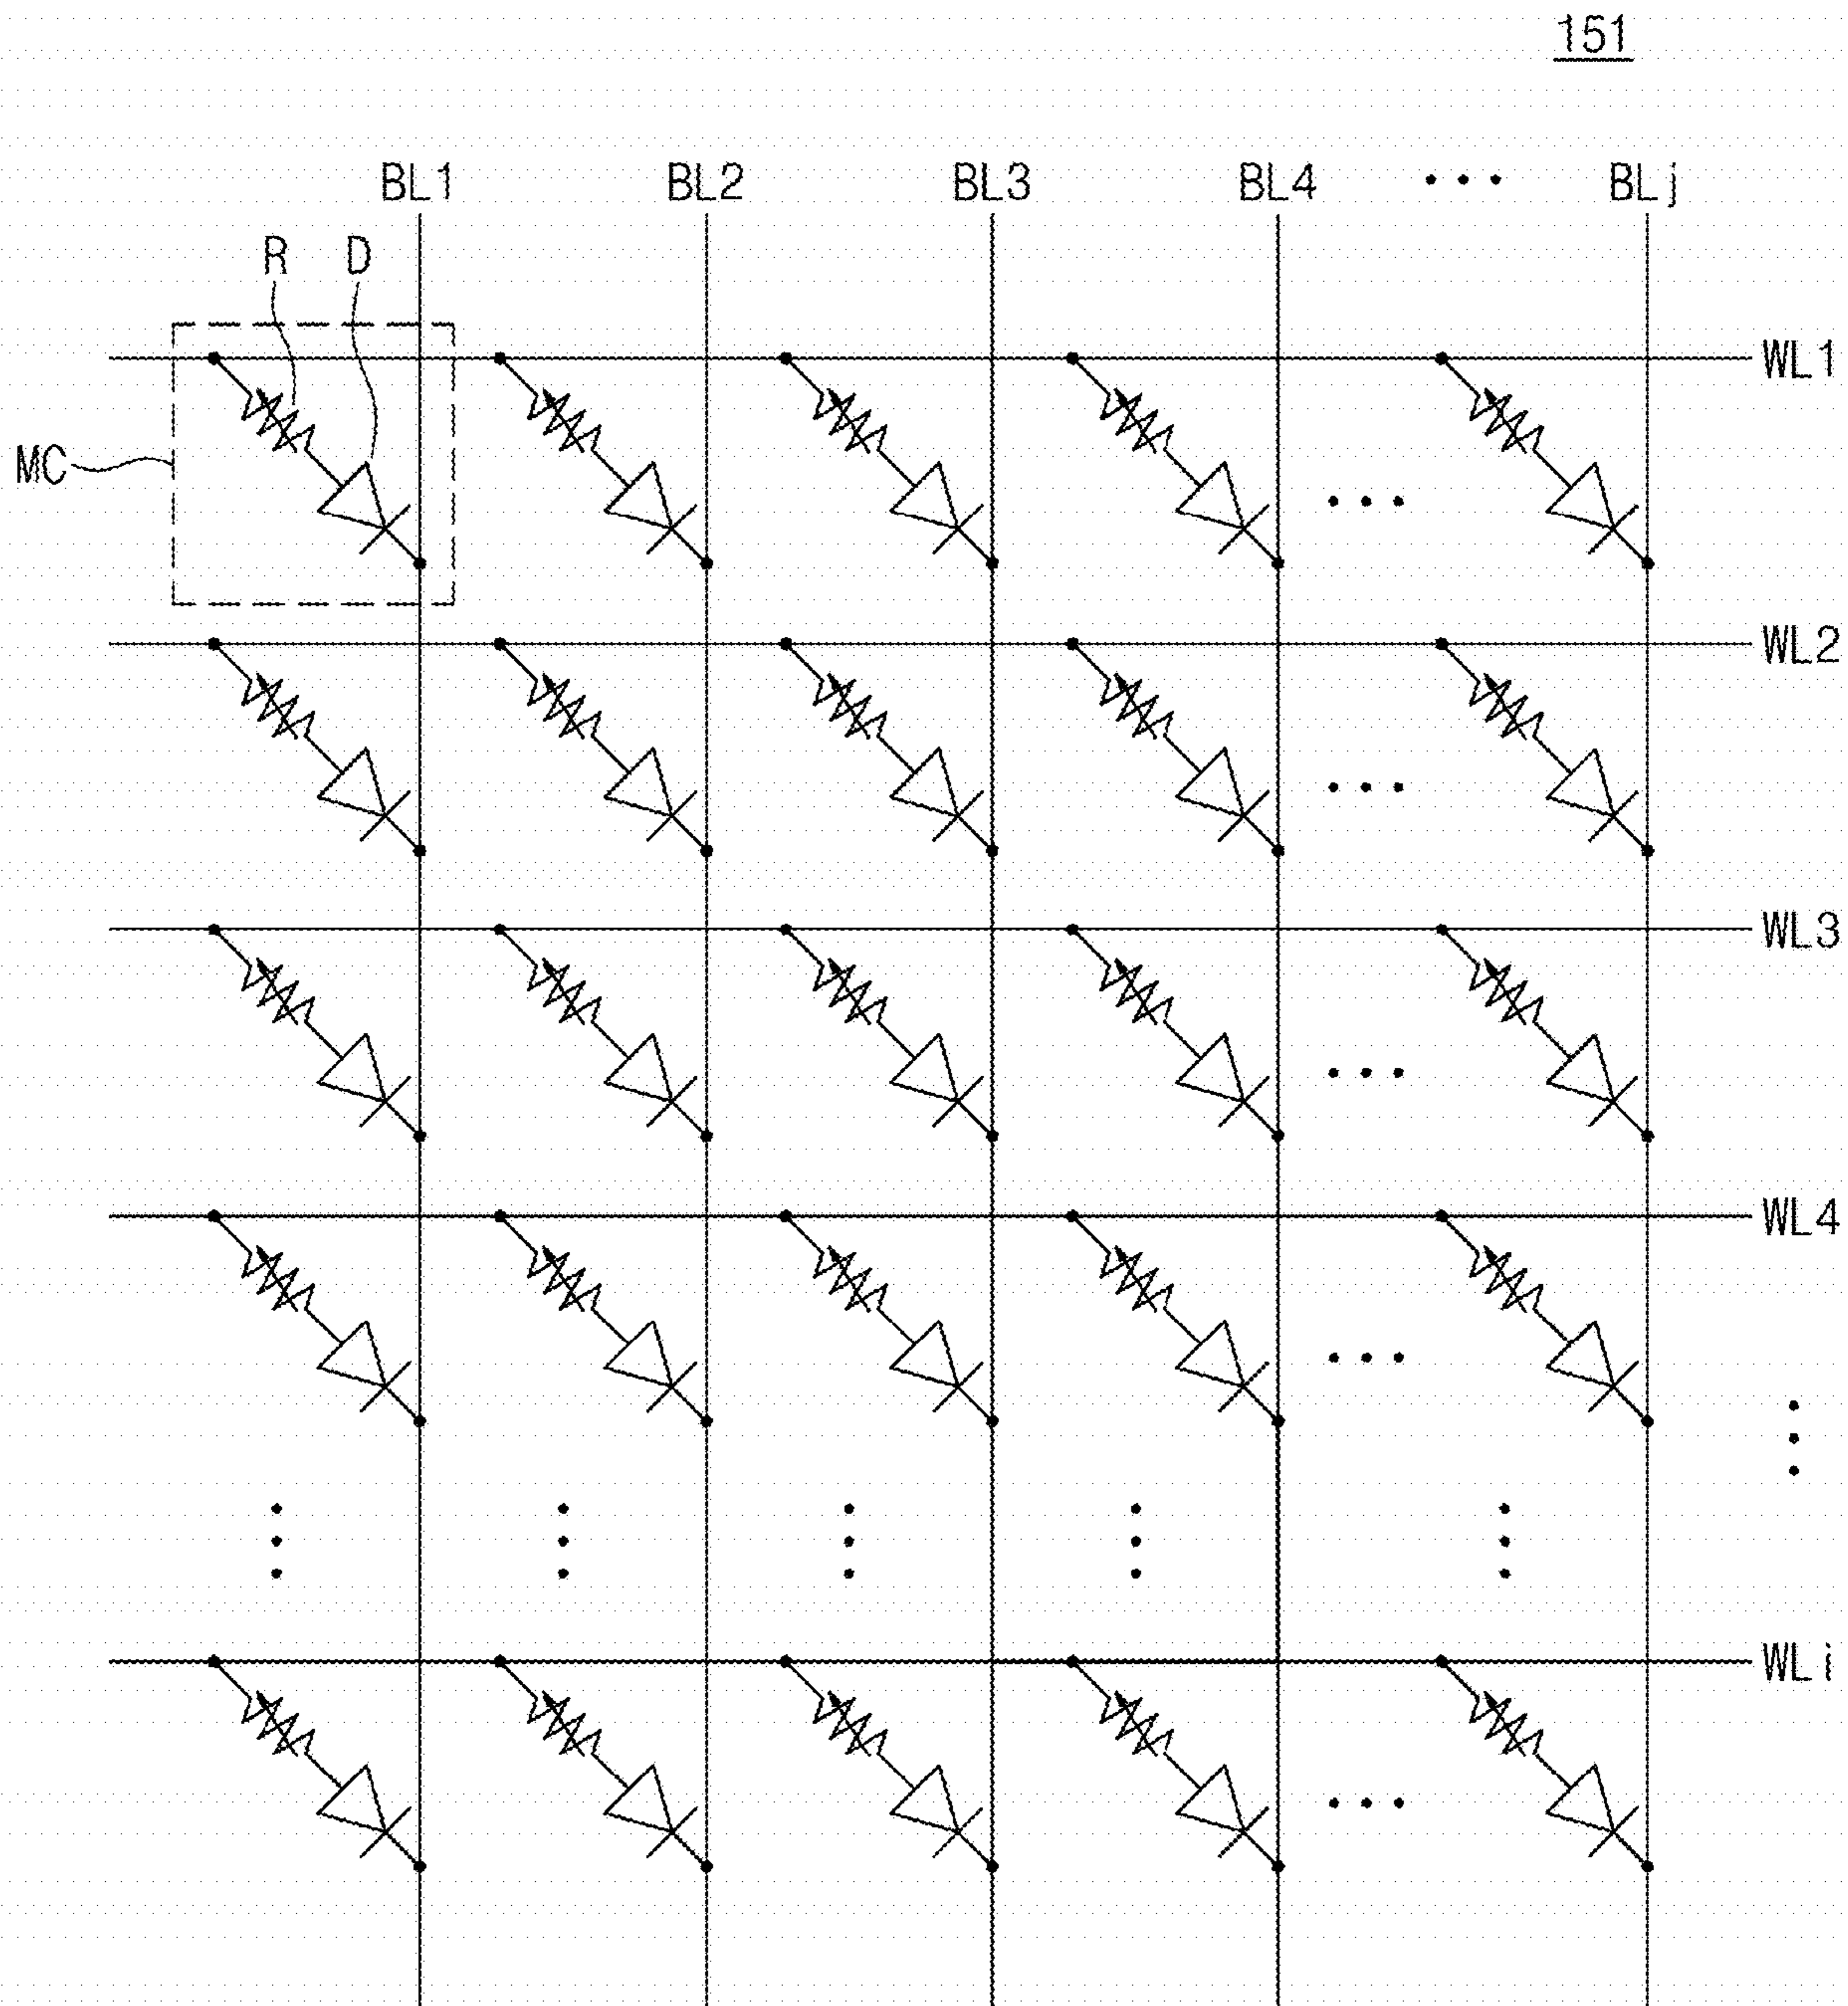 151
BL1 BL2 BL3 BL4 ... BLj
R D
WL1
MC
WL2
WL3
WL4
WLi